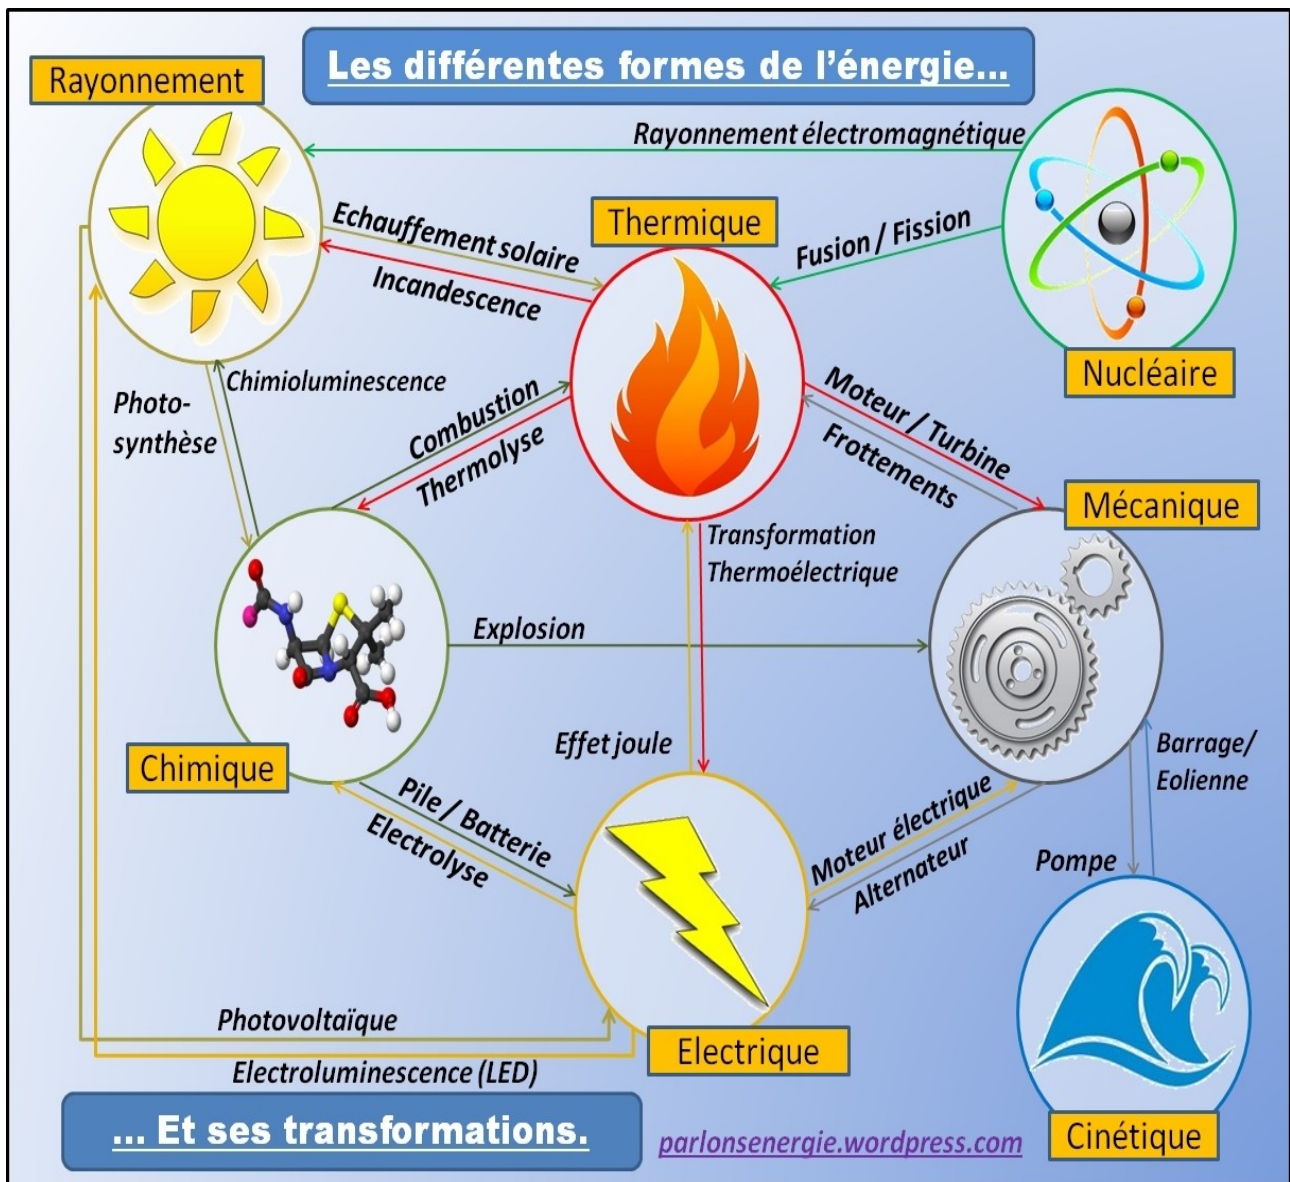 Les différentes formes de l'énergie...
Rayonnement
Rayonnement électromagnétique
Thermique
Echauffement solaire
Incandescence
Fusion / Fission
Nucléaire
Chimioluminescence
Photo-
synthèse
Combustion
Thermolyse
Moteur / Turbine
Frottements
Mécanique
Transformation
Thermoélectrique
Explosion
Effet joule
Chimique
Barrage/
Eolienne
Pile / Batterie
Electrolyse
Moteur électrique
Alternateur
Pompe
Photovoltaïque
Electrique
Electroluminescence (LED)
Cinétique
... Et ses transformations.
parlonsenergie.wordpress.com